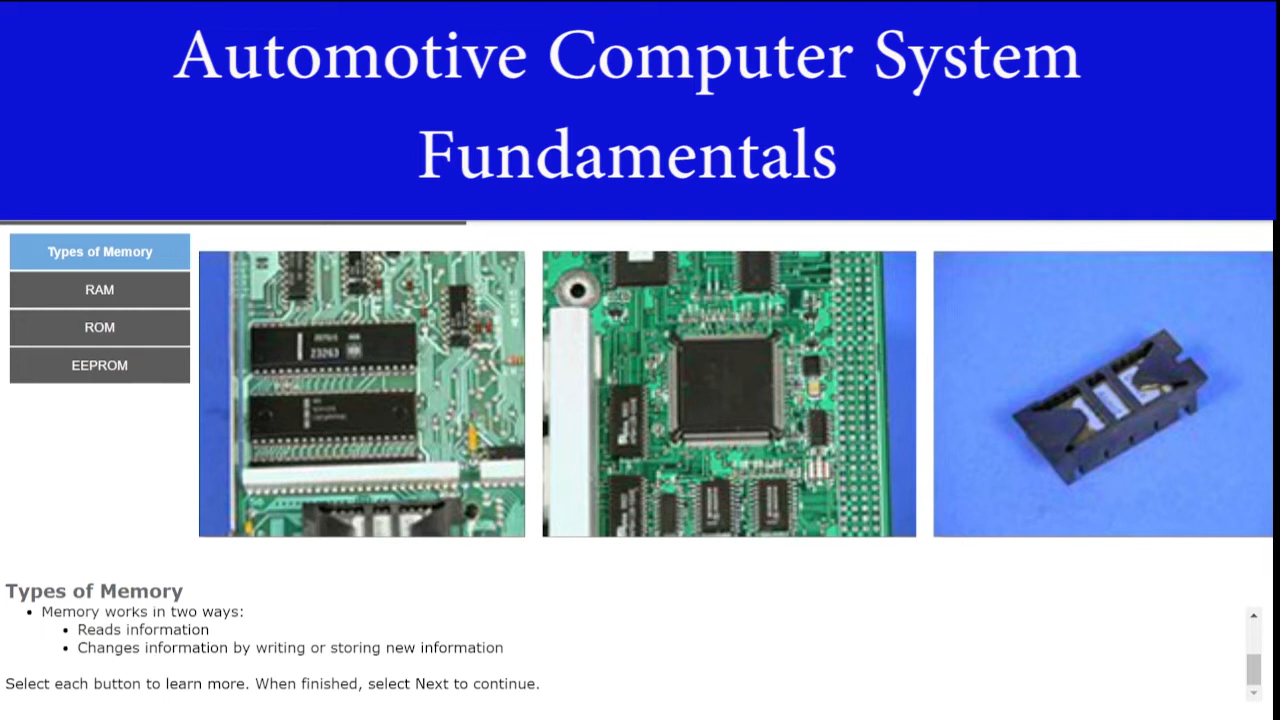 Automotive Computer System
Fundamentals
Types of Memory
RAM
ROM
EEPROM
23263
Types of Memory
• Memory works in two ways:
• Reads information
• Changes information by writing or storing new information
Select each button to learn more. When finished, select Next to continue.